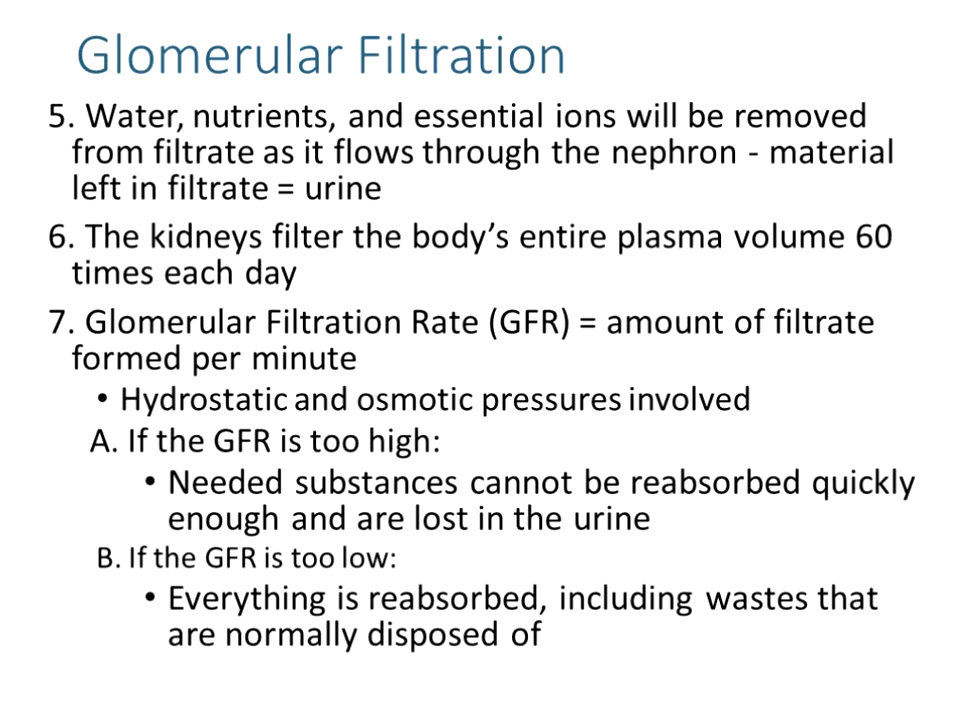 Glomerular Filtration
5. Water, nutrients, and essential ions will be removed
from filtrate as it flows through the nephron - material
left in filtrate = urine
6. The kidneys filter the body’s entire plasma volume 60
times each day
7. Glomerular Filtration Rate (GFR) = amount of filtrate
formed per minute
• Hydrostatic and osmotic pressures involved
A. If the GFR is too high:
• Needed substances cannot be reabsorbed quickly
enough and are lost in the urine
B. If the GFR is too low:
• Everything is reabsorbed, including wastes that
are normally disposed of